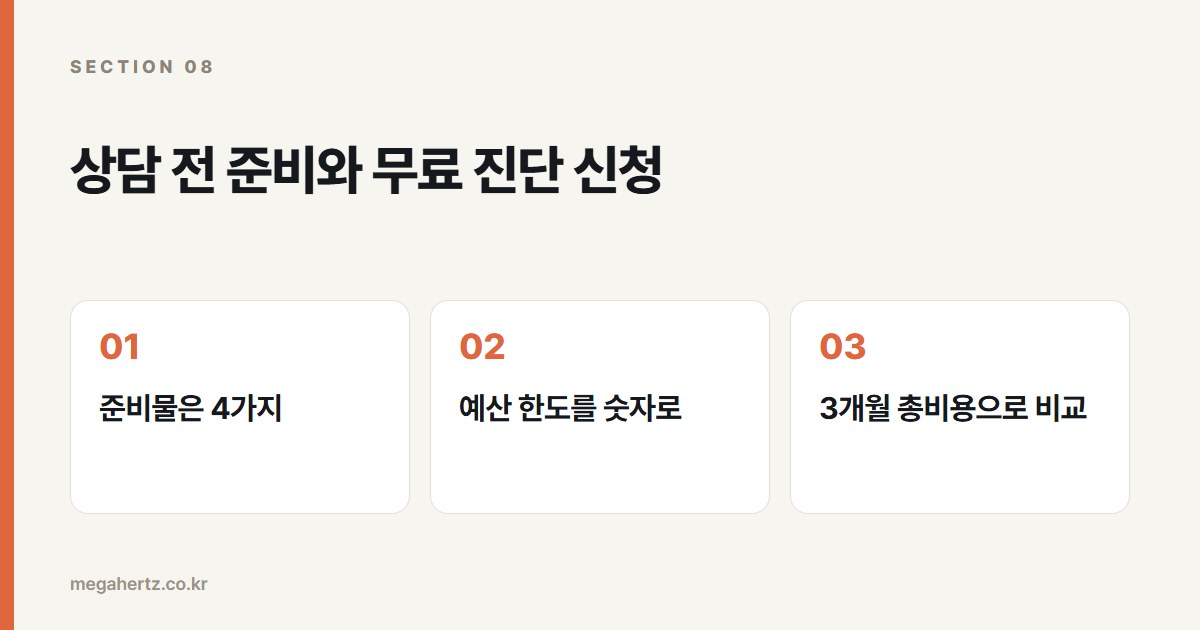 SECTION 08
상담 전 준비와 무료 진단 신청
01
준비물은 4가지
02
예산 한도를 숫자로
03
3개월 총비용으로 비교
megahertz.co.kr